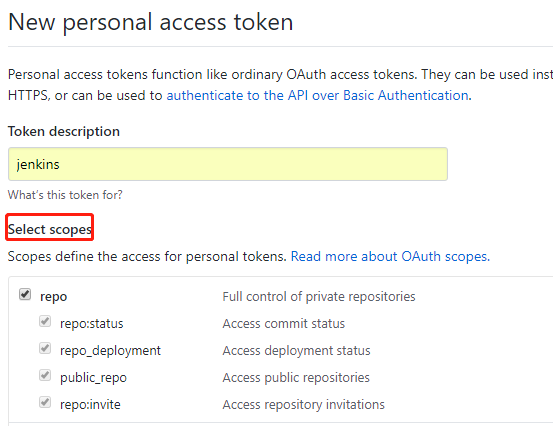 New personal access token
Personal access tokens function like ordinary OAuth access tokens. They can be used
HTTPS, or can be used to authenticate to the API over Basic Authentication.
Token description
jenkins
What's this token for?
Select scopes
Scopes define the access for personal tokens. Read more about OAuth scopes.
repo Full control of private repositories
repo:status Access commit status
repo_deployment Access deployment status
public_repo Access public repositories
repo:invite Access repository invitations